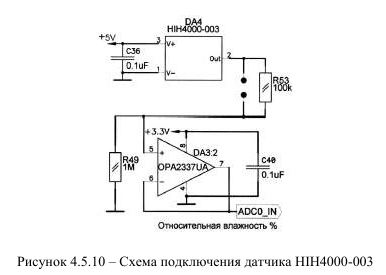 DA4
HIH4000-003
+5V
3
V+
C36
0.1uF
Out
2
1
V-
R53
100k
+3.3V
8
DA3:2
5
+
OPA2337UA
7
6
-
4
R49
1M
C40
0.1uF
ADC0_IN
Относительная влажность %
Рисунок 4.5.10 – Схема подключения датчика HIH4000-003